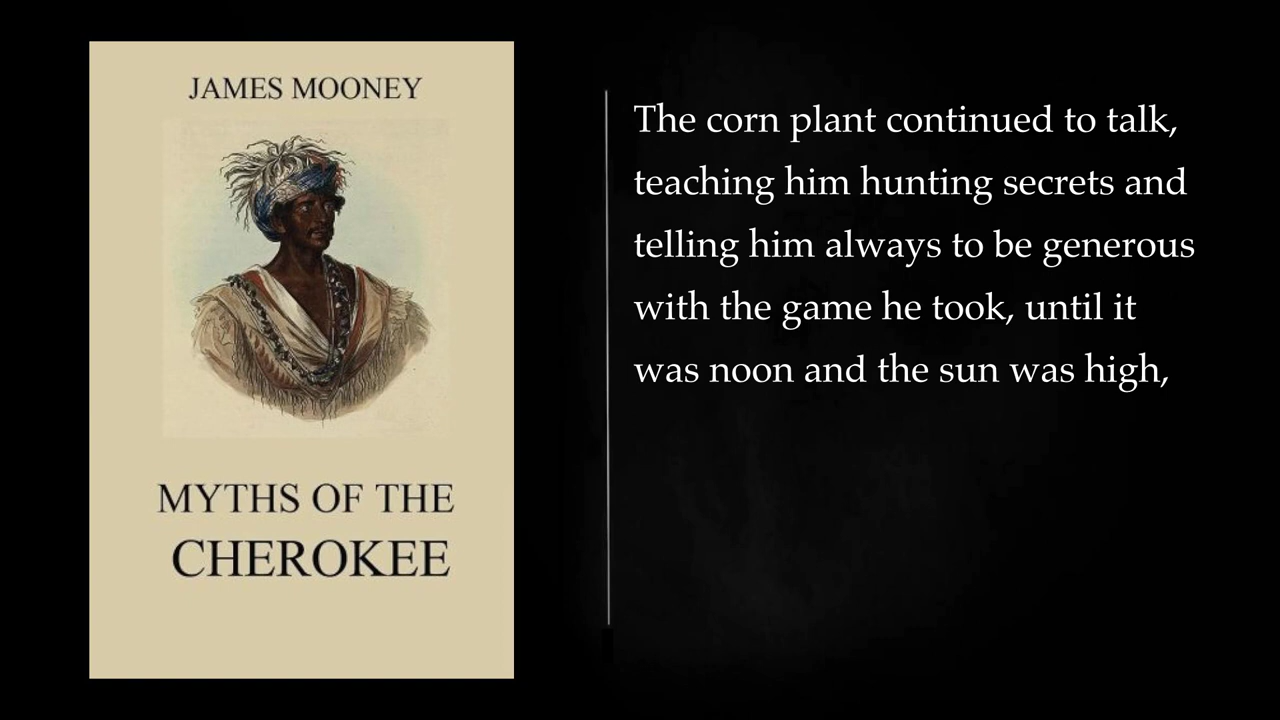 JAMES MOONEY
MYTHS OF THE
CHEROKEE
The corn plant continued to talk,
teaching him hunting secrets and
telling him always to be generous
with the game he took, until it
was noon and the sun was high,